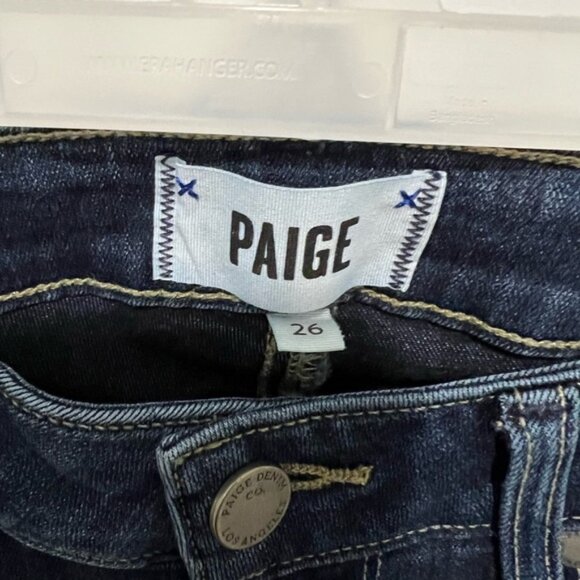 PAIGE
26
PAIGE DENIM
CO.
LOS ANGELES